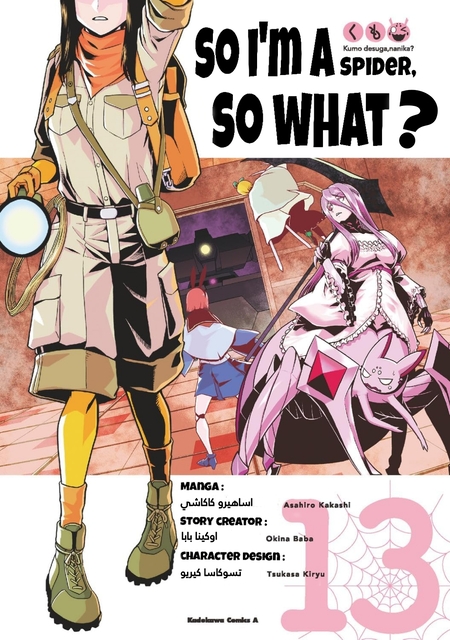 くも
Kumo desuga,nanika?
SO I'M A SPIDER,
SO WHAT?
MANGA :
اساهيرو كاكاشي Asahiro Kakashi
STORY CREATOR :
اوكينا بابا Okina Baba
CHARACTER DESIGN :
تسوكاسا كيريو Tsukasa Kiryu
13
Kadokawa Comics A